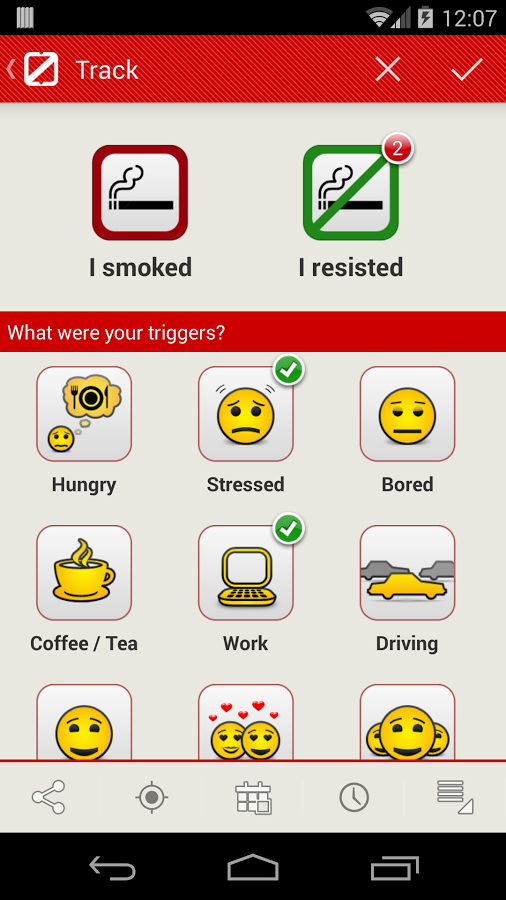 12:07
Track
2
I smoked
I resisted
What were your triggers?
Hungry
Stressed
Bored
Coffee / Tea
Work
Driving